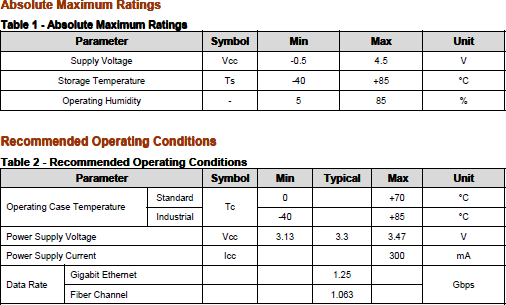 Absolute Maximum Ratings
Table 1 - Absolute Maximum Ratings
Parameter Symbol Min Max Unit
Supply Voltage Vcc -0.5 4.5 V
Storage Temperature Ts -40 +85 °C
Operating Humidity - 5 85 %
Recommended Operating Conditions
Table 2 - Recommended Operating Conditions
Parameter Symbol Min Typical Max Unit
Operating Case Temperature Standard Tc 0 +70 °C
Industrial -40 +85 °C
Power Supply Voltage Vcc 3.13 3.3 3.47 V
Power Supply Current Icc 300 mA
Data Rate Gigabit Ethernet 1.25 Gbps
Fiber Channel 1.063